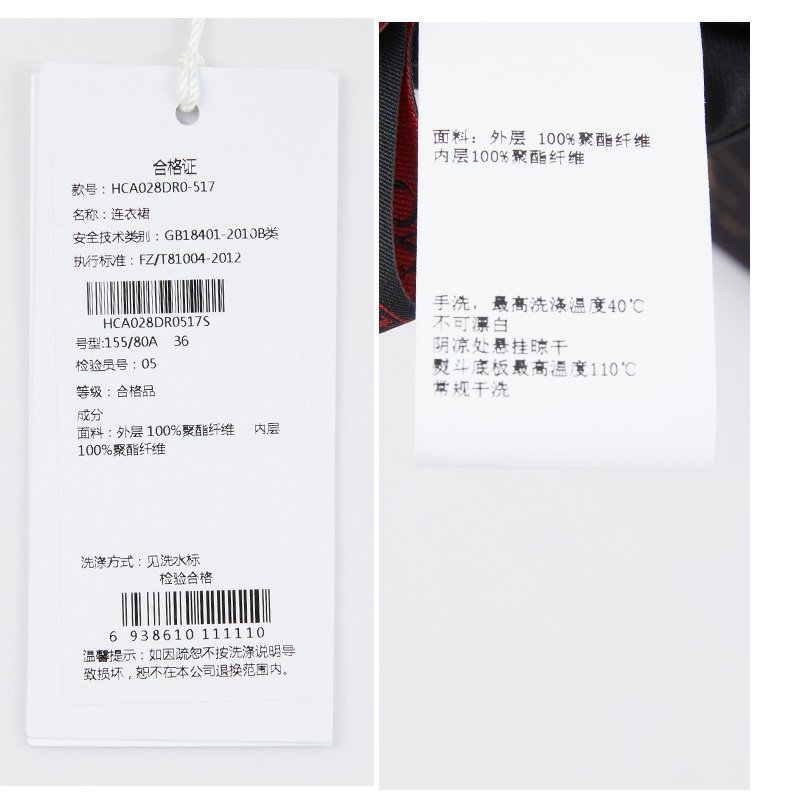 合格证
款号：HCA028DR0-517
名称：连衣裙
安全技术类别：GB18401-2010B类
执行标准：FZ/T81004-2012
HCA028DR0517S
号型:155/80A 36
检验员号：05
等级：合格品
成分
面料：外层 100%聚酯纤维 内层
100%聚酯纤维
洗涤方式：见洗水标
检验合格
6 938610 111110
温馨提示：如因疏忽不按洗涤说明导
致损坏，恕不在本公司退换范围内。
面料：外层 100%聚酯纤维
内层100%聚酯纤维
手洗，最高洗涤温度40℃
不可漂白
阴凉处悬挂晾干
熨斗底板最高温度110℃
常规干洗